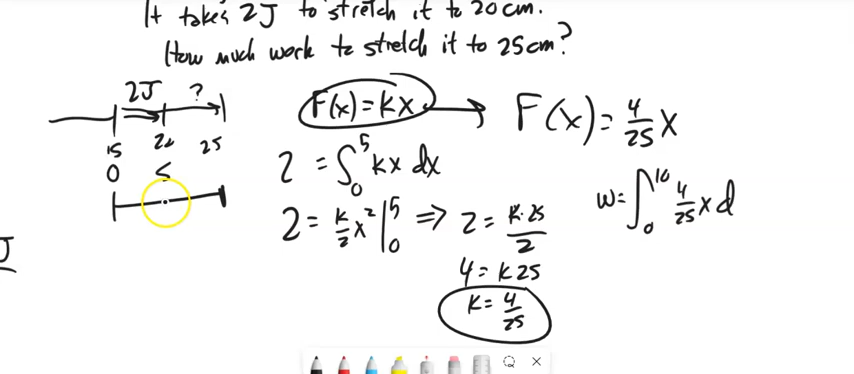 It takes 2J to stretch it to 20cm.
How much work to stretch it to 25cm?
2J ?
15 20 25
0 5
F(x)=kx
F(x)=4/25 x
2 = ∫₀⁵ kx dx
2 = k/2 x² |₀⁵ ⇒ 2 = k·25/2
4 = k25
k = 4/25
w = ∫₀¹⁰ 4/25 x d
J